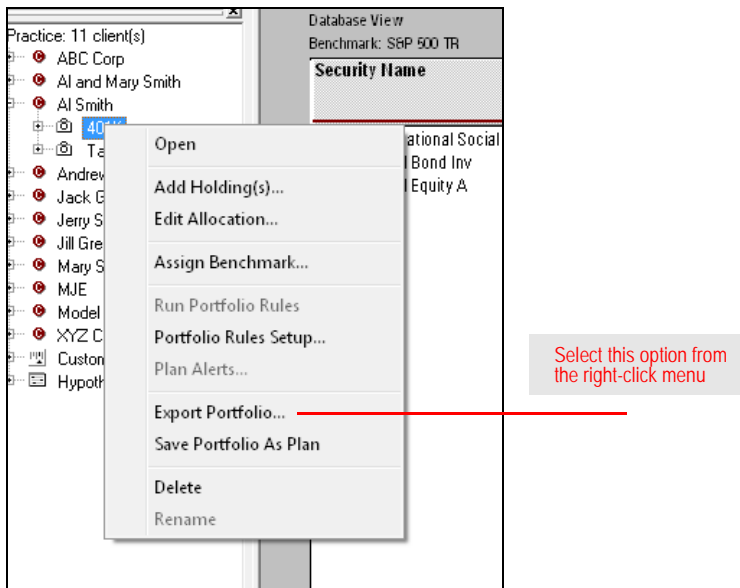 Practice: 11 client(s)
ABC Corp
Al and Mary Smith
Al Smith
401K
Ta
Andrew
Jack G
Jerry S
Jill Gre
Mary S
MJE
Model
XYZ C
Custon
Hypoth
Open
Add Holding(s)...
Edit Allocation...
Assign Benchmark...
Run Portfolio Rules
Portfolio Rules Setup...
Plan Alerts...
Export Portfolio...
Save Portfolio As Plan
Delete
Rename
Database View
Benchmark: S&P 500 TR
Security Name
ational Social
l Bond Inv
l Equity A
Select this option from
the right-click menu